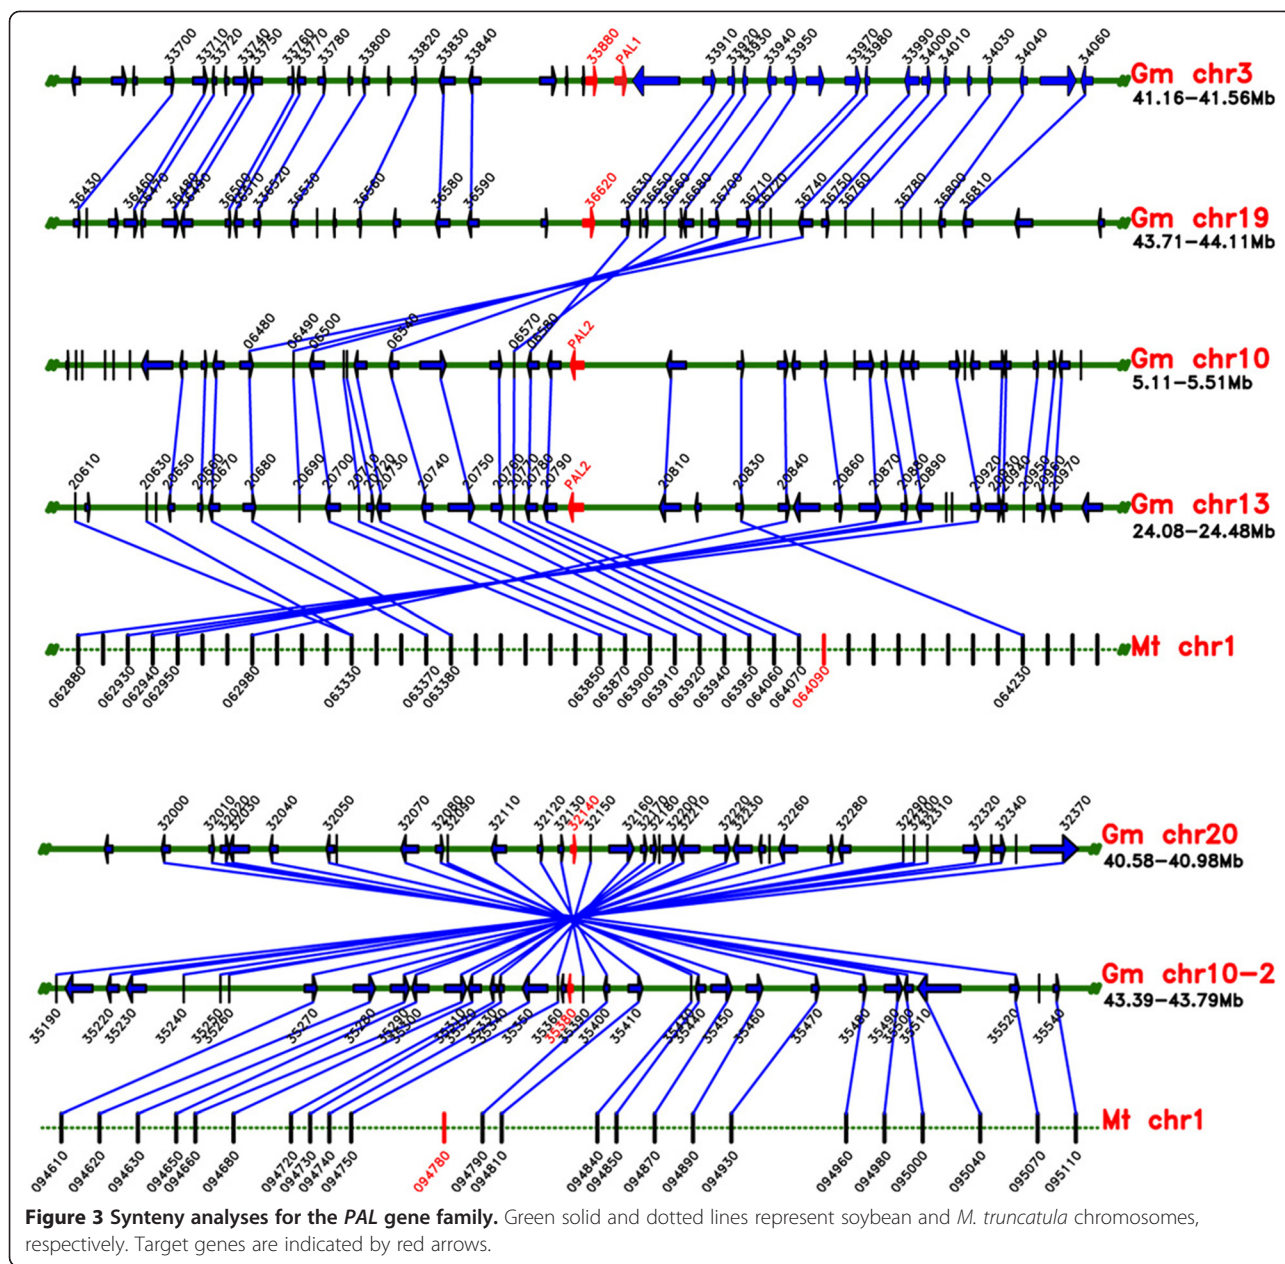 33700 33710 33720 33740 33750 33760 33770 33780 33800 33820 33830 33840 33880 PAL1 33910 33920 33930 33940 33950 33970 33980 33990 34000 34010 34030 34040 34060
Gm chr3
41.16–41.56Mb
36430 36460 36470 36480 36490 36500 36510 36520 36530 36560 36580 36590 36620 36630 36650 36660 36680 36700 36710 36720 36740 36750 36760 36780 36800 36810
Gm chr19
43.71–44.11Mb
06480 06490 06500 06540 06570 06580 PAL2
Gm chr10
5.11–5.51Mb
20610 20630 20650 20660 20670 20680 20690 20700 20710 20720 20730 20740 20750 20760 20770 20780 20790 PAL2 20810 20830 20840 20860 20870 20880 20890 20920 20930 20940 20950 20960 20970
Gm chr13
24.08–24.48Mb
Mt chr1
062880 062930 062940 062950 062980 063330 063370 063380 063850 063870 063900 063910 063920 063940 063950 064060 064070 064090 064230
32000 32010 32020 32030 32040 32050 32070 32080 32090 32110 32120 32130 32140 32150 32160 32170 32180 32200 32210 32220 32230 32260 32280 32290 32300 32310 32320 32340 32370
Gm chr20
40.58–40.98Mb
Gm chr10–2
43.39–43.79Mb
35190 35220 35230 35240 35250 35260 35270 35280 35290 35300 35310 35320 35330 35340 35350 35360 35380 35390 35400 35410 35430 35440 35450 35460 35470 35480 35490 35500 35510 35520 35540
Mt chr1
094610 094620 094630 094650 094660 094680 094720 094730 094740 094750 094780 094790 094810 094840 094850 094870 094890 094930 094960 094980 095000 095040 095070 095110
Figure 3 Synteny analyses for the PAL gene family. Green solid and dotted lines represent soybean and M. truncatula chromosomes,
respectively. Target genes are indicated by red arrows.